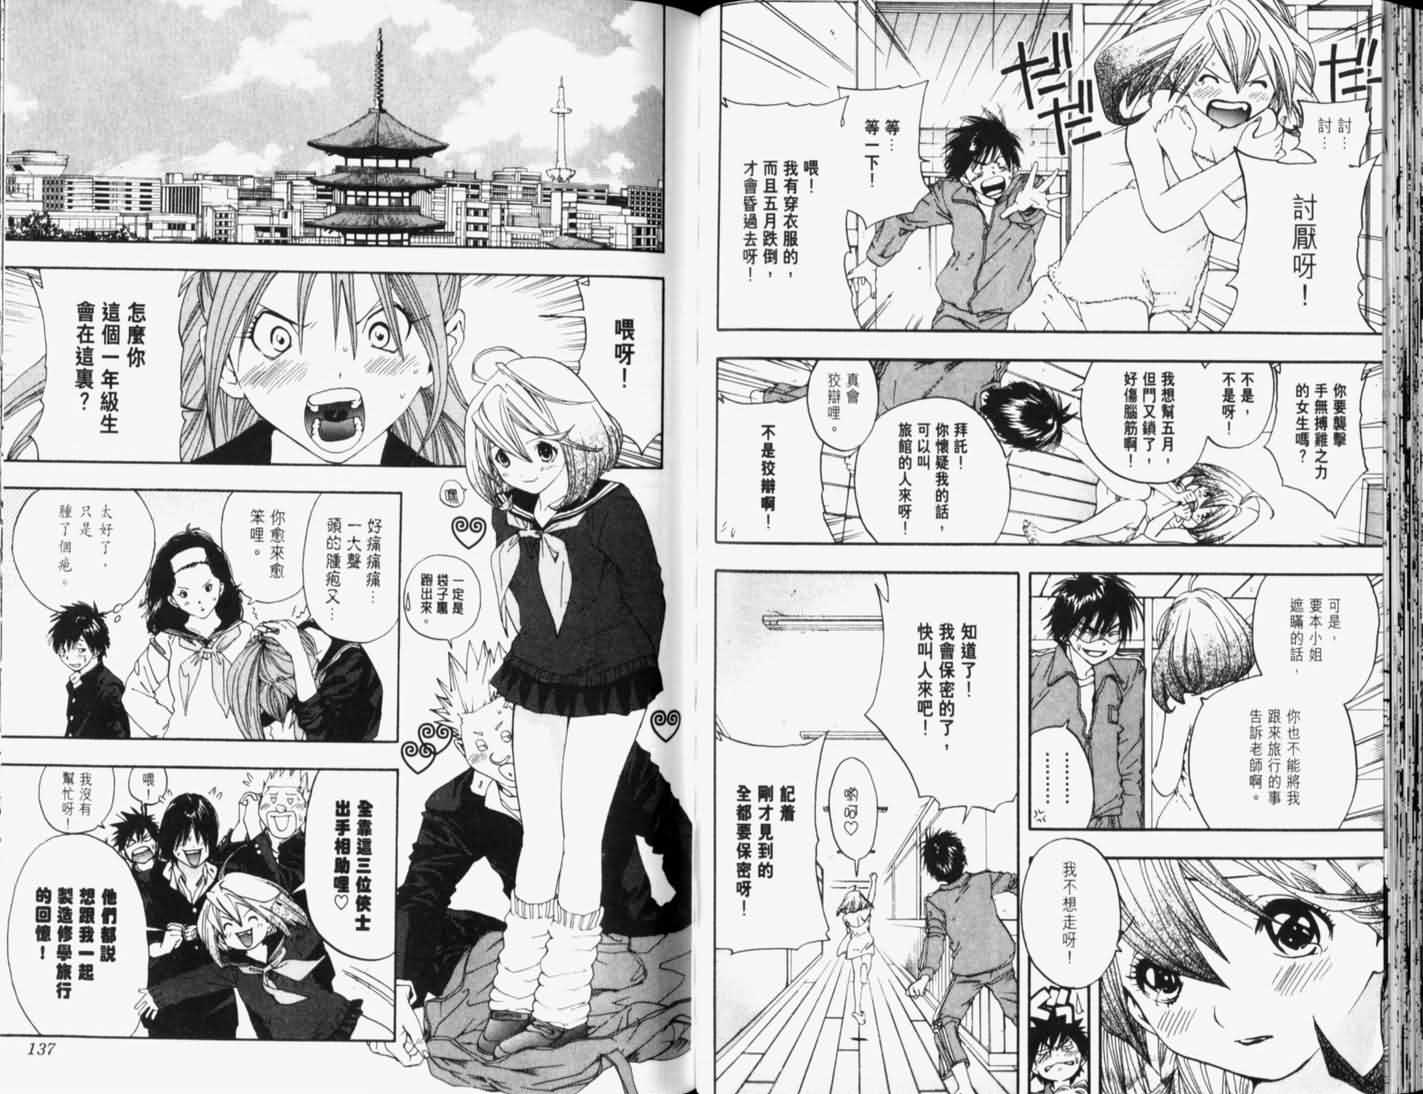 討…
討…
討厭呀！
ダダ
ダダ
等…
等一下！
喂！
我有穿衣服的，
而且五月跌倒，
才會昏過去呀！
你要襲擊
手無搏雞之力
的女生嗎？
不是，
不是呀！
我想幫五月，
但門又鎖了，
好傷腦筋啊！
拜託！
你懷疑我的話，
可以叫
旅館的人來呀！
真會
狡辯哩。
不是狡辯啊！
可是，
要本小姐
遮瞞的話，
你也不能將我
跟來旅行的事
告訴老師啊。
…………
我不想走呀！
知道了！
我會保密的了，
快叫人來吧！
喲呵♡
記着
剛才見到的
全都要保密呀！
喂呀！
怎麼你
這個一年級生
會在這裏？
嘿
一定是
袋子裏
跑出來。
好痛痛痛…
一大聲
頭的腫疱又…
你愈來愈
笨哩。
太好了，
只是
腫了個疱。
全靠這三位俠士
出手相助哩♡
喂！
我沒有
幫忙呀！
他們都說
想跟我一起
製造修學旅行
的回憶！
137